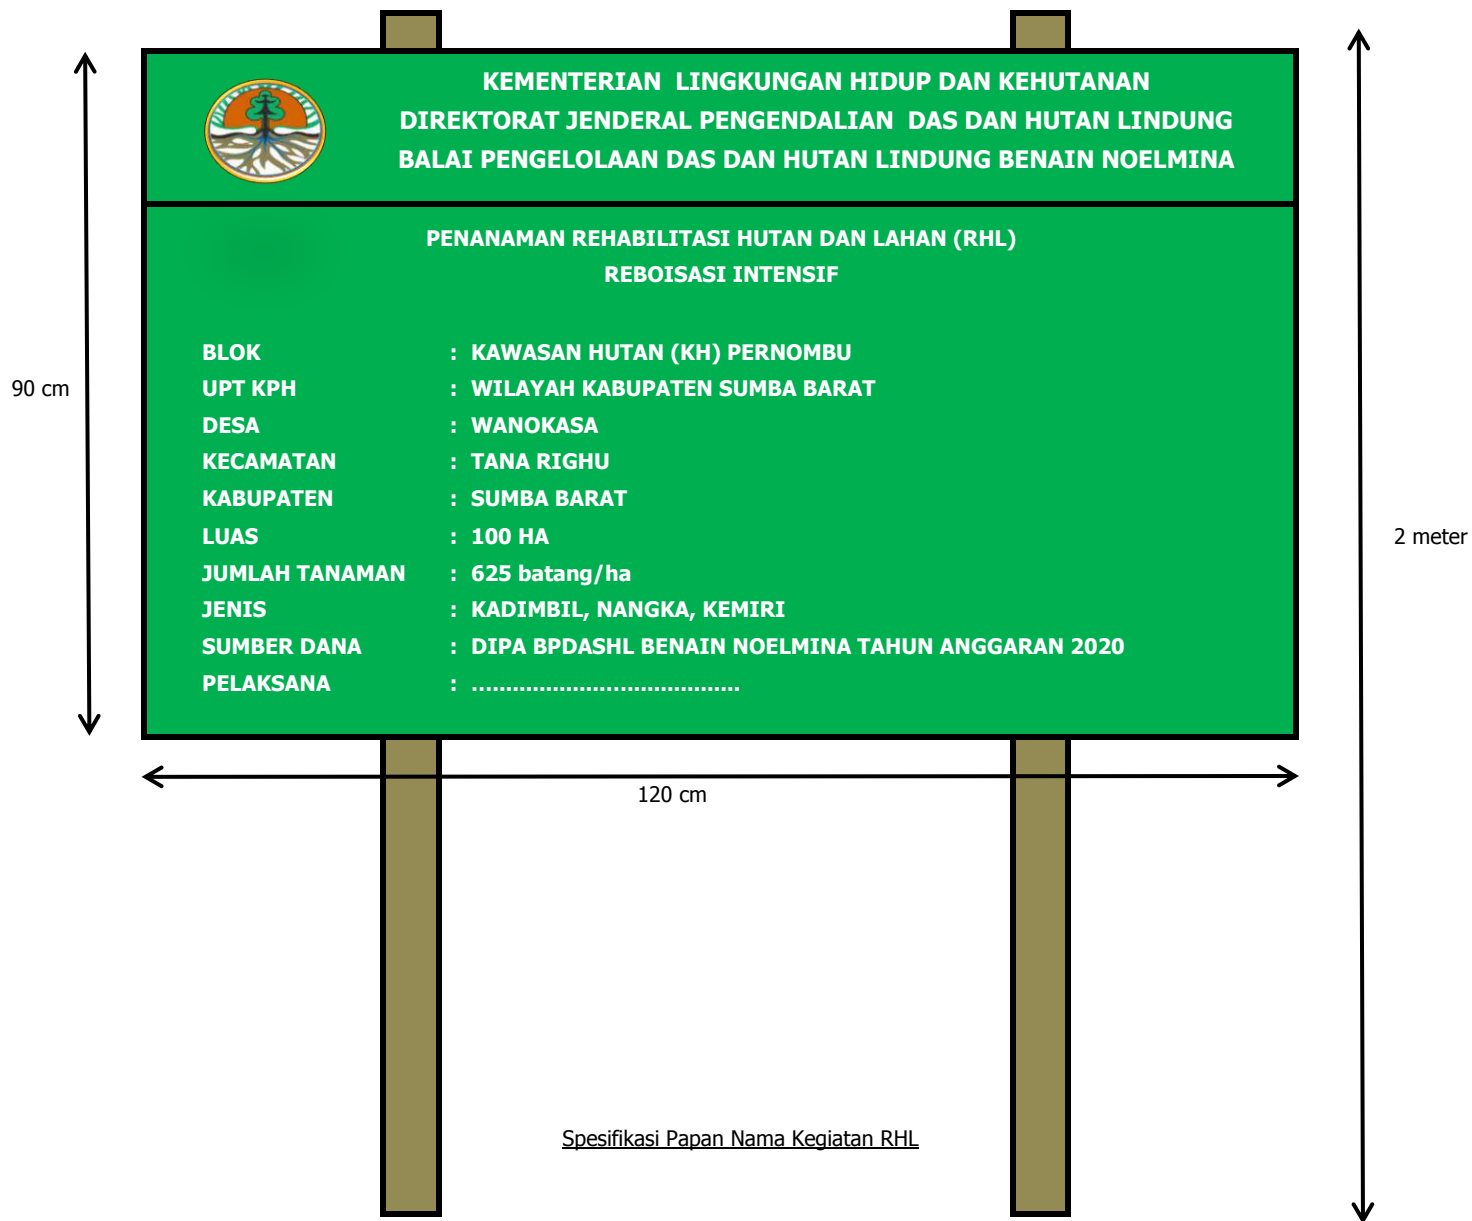 KEMENTERIAN LINGKUNGAN HIDUP DAN KEHUTANAN
DIREKTORAT JENDERAL PENGENDALIAN DAS DAN HUTAN LINDUNG
BALAI PENGELOLAAN DAS DAN HUTAN LINDUNG BENAIN NOELMINA
PENANAMAN REHABILITASI HUTAN DAN LAHAN (RHL)
REBOISASI INTENSIF
BLOK : KAWASAN HUTAN (KH) PERNOMBU
UPT KPH : WILAYAH KABUPATEN SUMBA BARAT
DESA : WANOKASA
KECAMATAN : TANA RIGHU
KABUPATEN : SUMBA BARAT
LUAS : 100 HA
JUMLAH TANAMAN : 625 batang/ha
JENIS : KADIMBIL, NANGKA, KEMIRI
SUMBER DANA : DIPA BPDASHL BENAIN NOELMINA TAHUN ANGGARAN 2020
PELAKSANA : ........................................
90 cm
2 meter
120 cm
Spesifikasi Papan Nama Kegiatan RHL